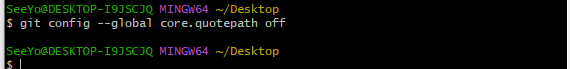 SeeYo@DESKTOP-I9JSCJQ MINGW64 ~/Desktop
$ git config --global core.quotepath off
SeeYo@DESKTOP-I9JSCJQ MINGW64 ~/Desktop
$